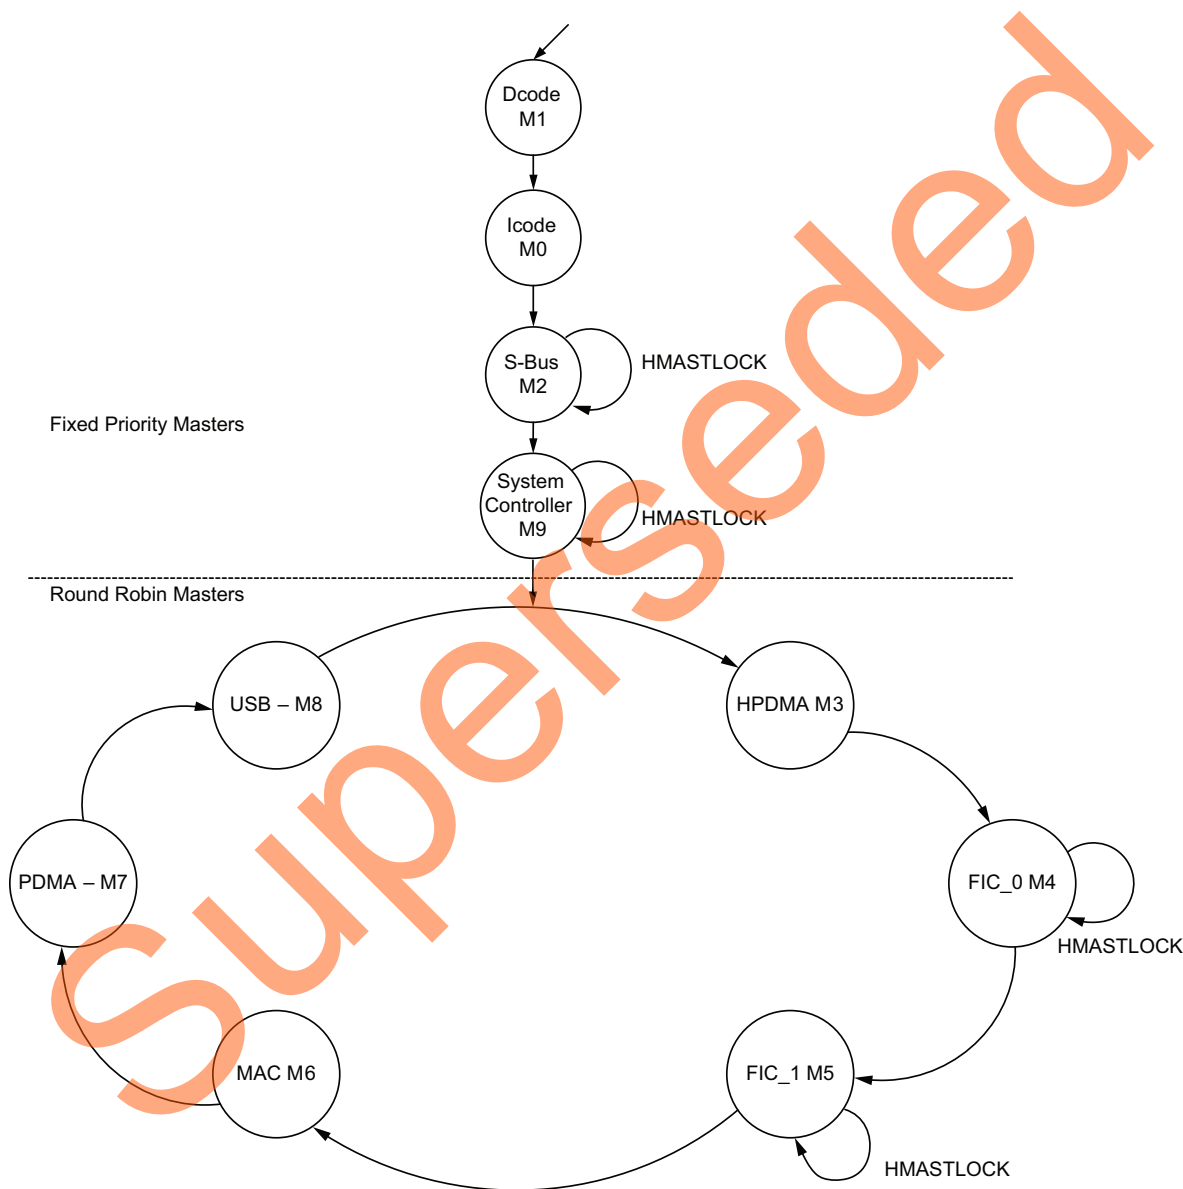 Dcode
M1
Icode
M0
S-Bus
M2
HMASTLOCK
Fixed Priority Masters
System
Controller
M9
HMASTLOCK
Round Robin Masters
USB – M8
HPDMA M3
PDMA – M7
FIC_0 M4
HMASTLOCK
MAC M6
FIC_1 M5
HMASTLOCK
Superseded